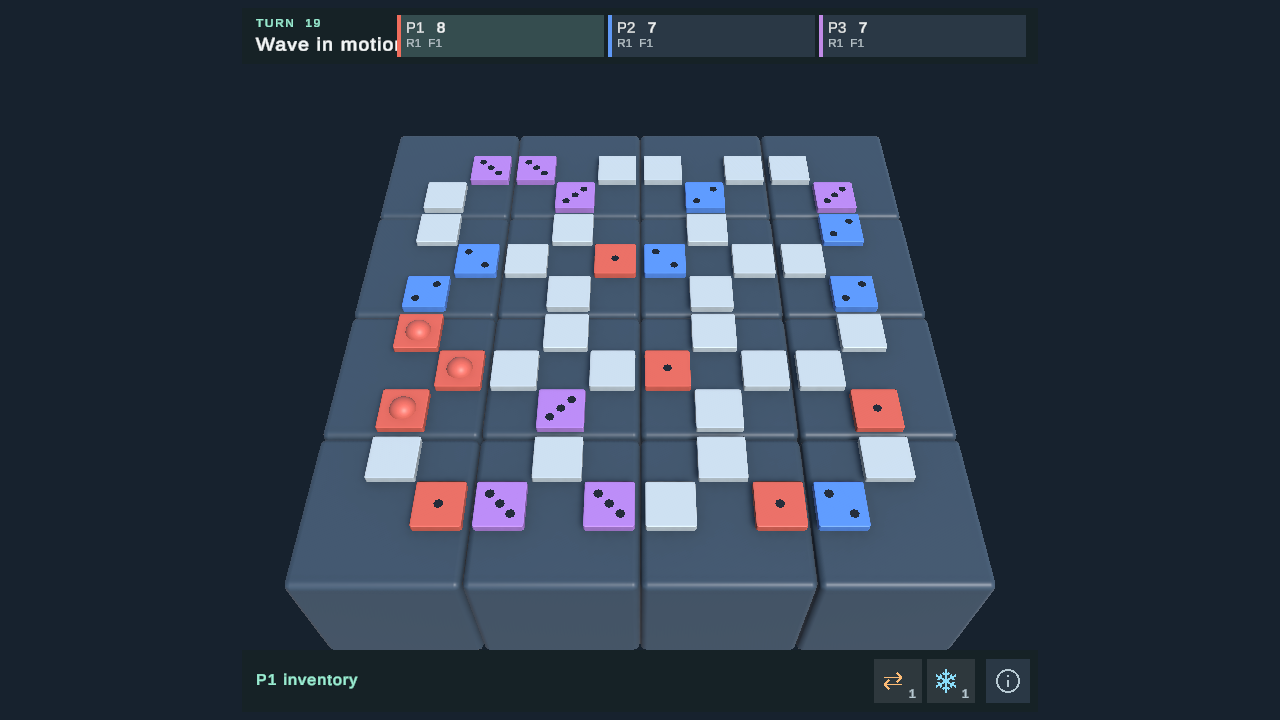 TURN 19
Wave in motion
P1 8
R1 F1
P2 7
R1 F1
P3 7
R1 F1
P1 inventory
1
1